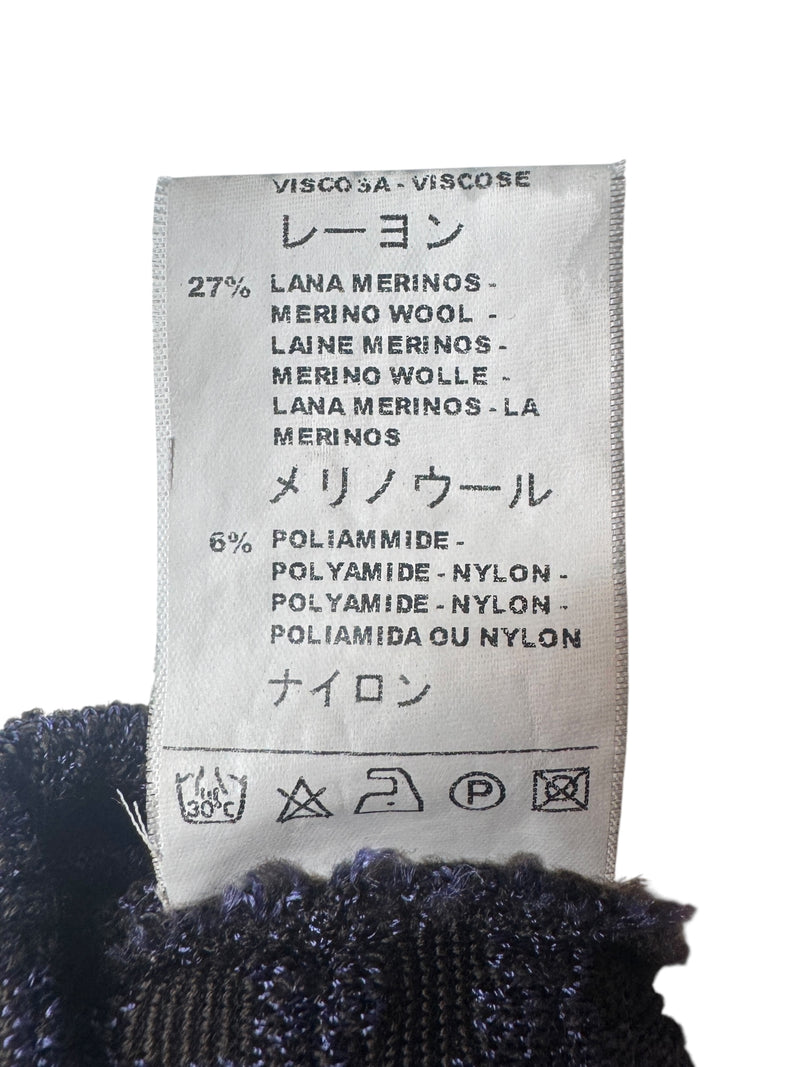 VISCOSA - VISCOSE
レーヨン
27% LANA MERINOS -
MERINO WOOL -
LAINE MERINOS -
MERINO WOLLE -
LANA MERINOS - LA
MERINOS
メリノウール
6% POLIAMMIDE -
POLYAMIDE - NYLON -
POLYAMIDE - NYLON -
POLIAMIDA OU NYLON
ナイロン
30°C P